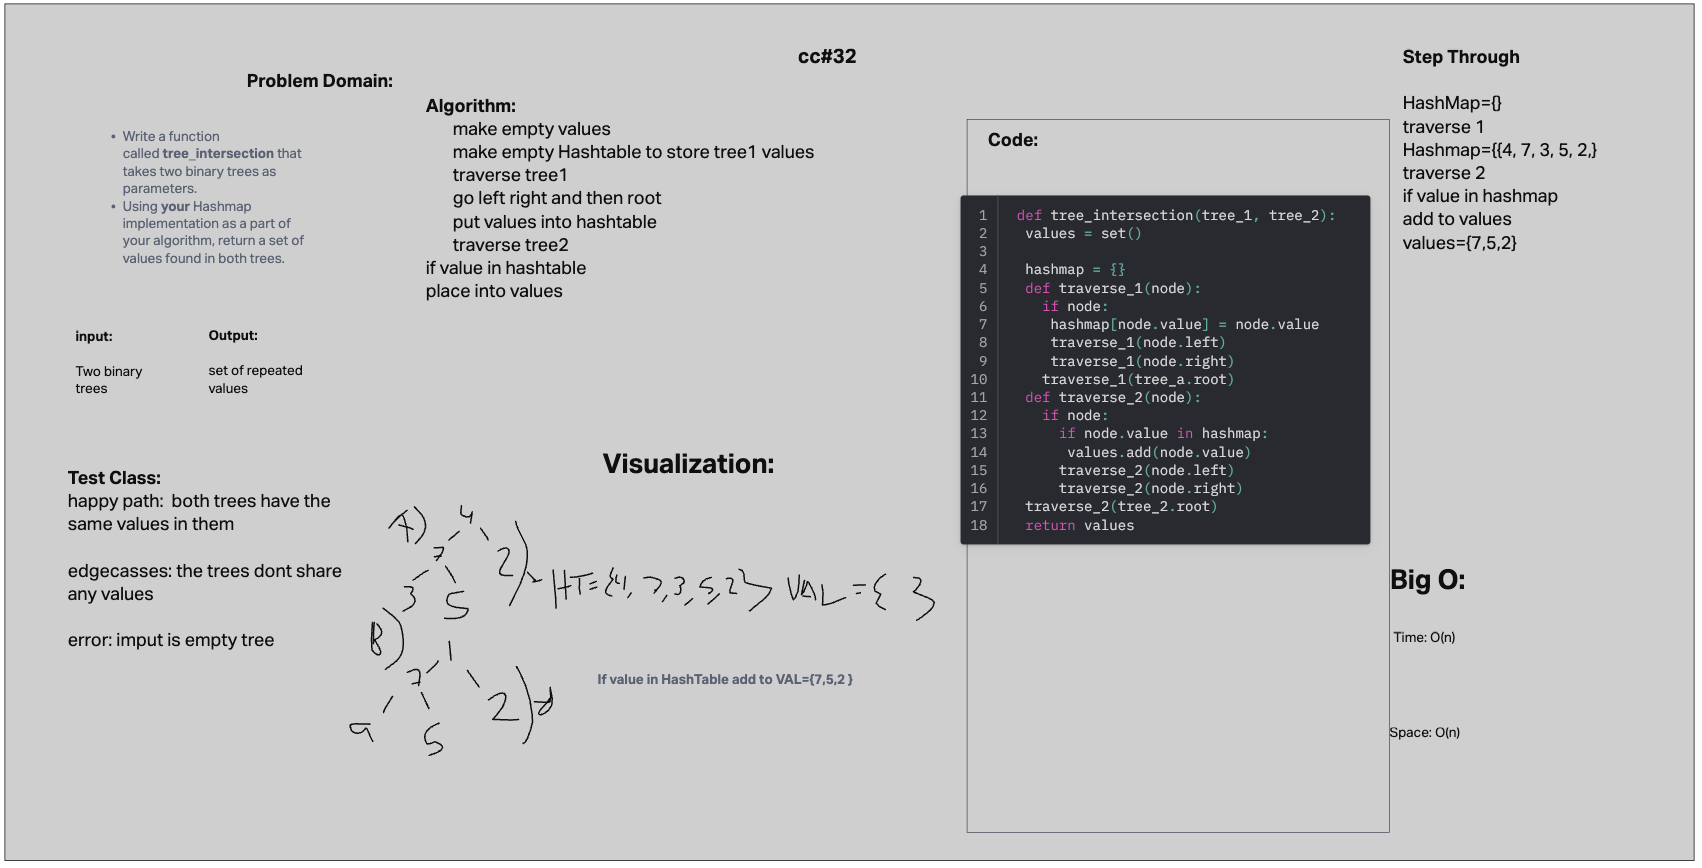 cc#32
Problem Domain:
• Write a function
called tree_intersection that
takes two binary trees as
parameters.
• Using your Hashmap
implementation as a part of
your algorithm, return a set of
values found in both trees.
input:
Two binary
trees
Output:
set of repeated
values
Test Class:
happy path:  both trees have the
same values in them
edgecasses: the trees dont share
any values
error: imput is empty tree
Algorithm:
make empty values
make empty Hashtable to store tree1 values
traverse tree1
go left right and then root
put values into hashtable
traverse tree2
if value in hashtable
place into values
Visualization:
A)
4
7 2
3 5
HT={4, 7,3,5,2} VAL={ }
B)
1
7 2
9 5
If value in HashTable add to VAL={7,5,2 }
Code:
1 def tree_intersection(tree_1, tree_2):
2 values = set()
3
4 hashmap = {}
5 def traverse_1(node):
6 if node:
7 hashmap[node.value] = node.value
8 traverse_1(node.left)
9 traverse_1(node.right)
10 traverse_1(tree_a.root)
11 def traverse_2(node):
12 if node:
13 if node.value in hashmap:
14 values.add(node.value)
15 traverse_2(node.left)
16 traverse_2(node.right)
17 traverse_2(tree_2.root)
18 return values
Step Through
HashMap={}
traverse 1
Hashmap={{4, 7, 3, 5, 2,}
traverse 2
if value in hashmap
add to values
values={7,5,2}
Big O:
Time: O(n)
Space: O(n)